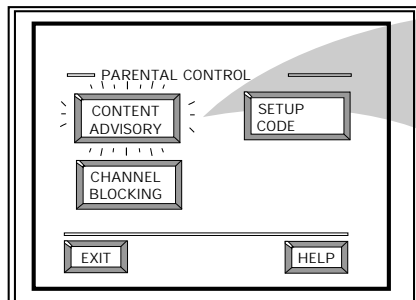 PARENTAL CONTROL
CONTENT
ADVISORY
SETUP
CODE
CHANNEL
BLOCKING
EXIT
HELP